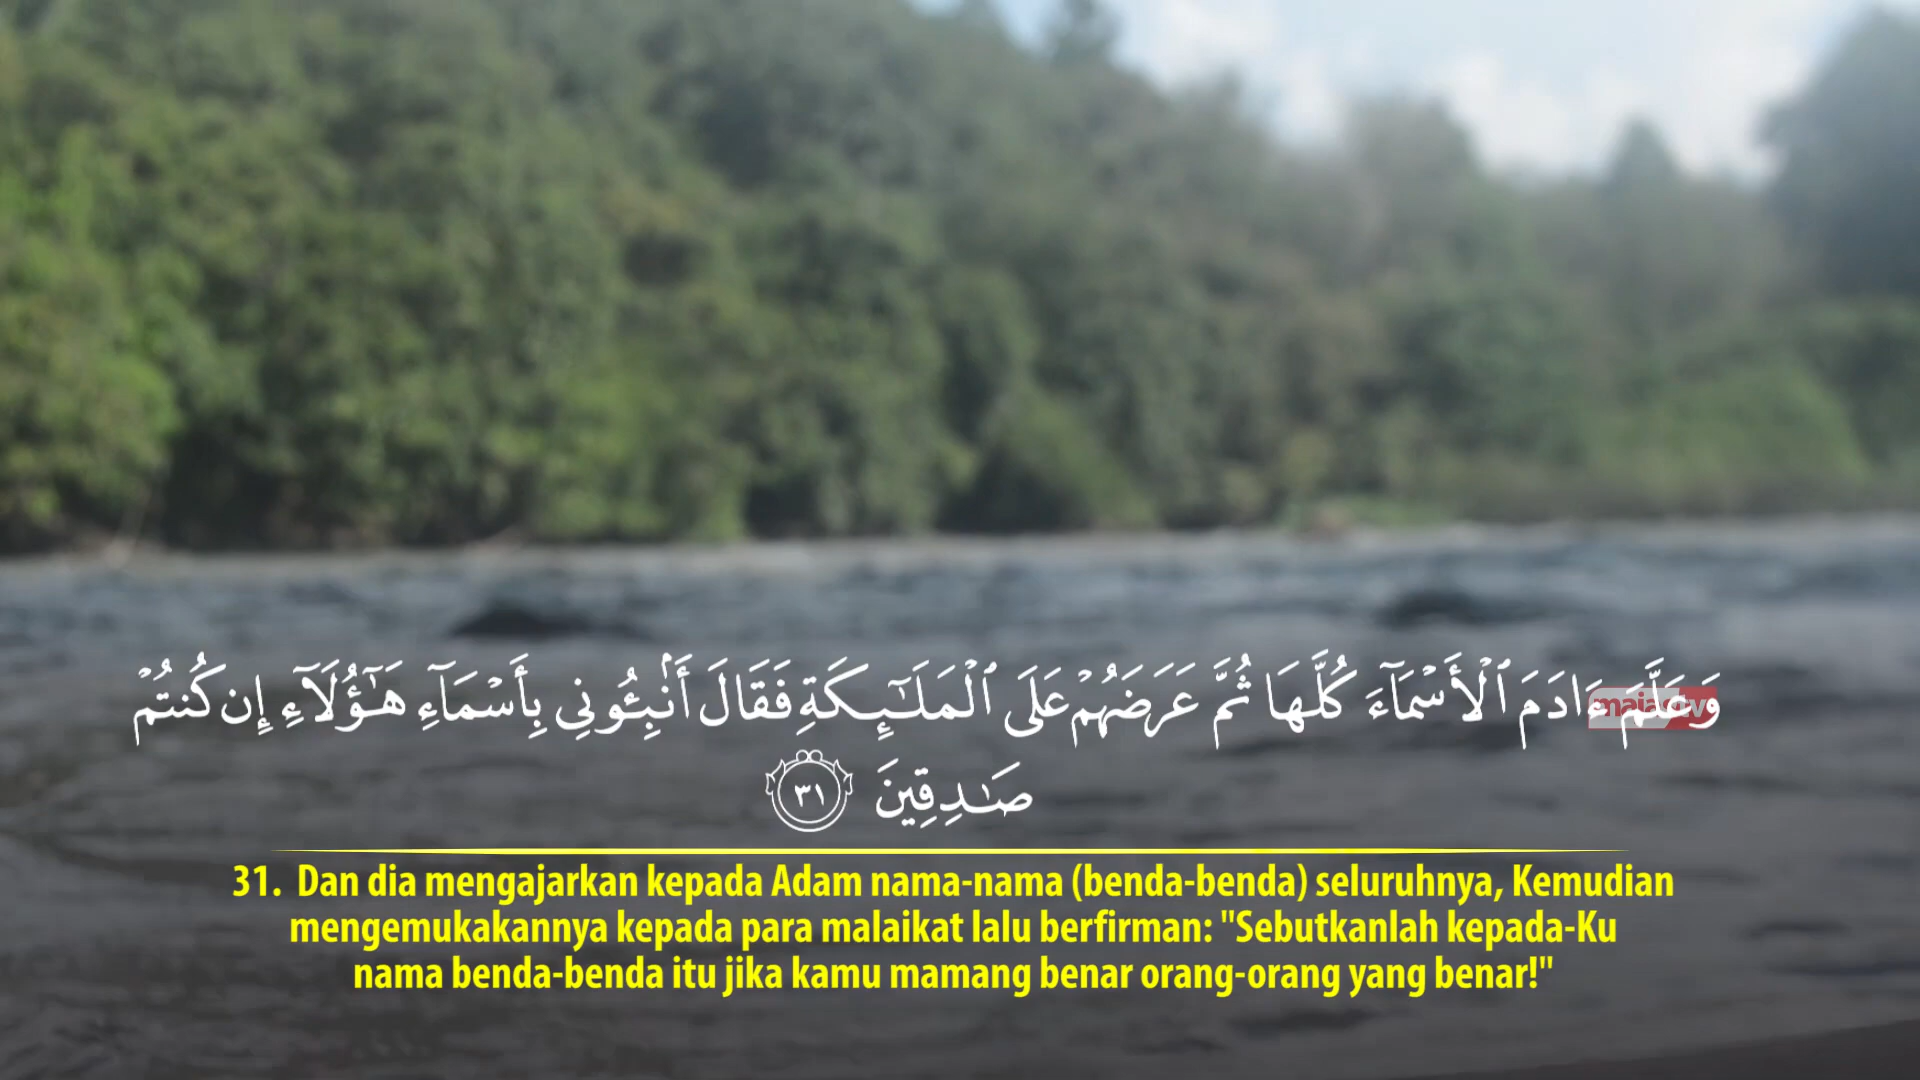 وَعَلَّمَ ءَادَمَ ٱلْأَسْمَآءَ كُلَّهَا ثُمَّ عَرَضَهُمْ عَلَى ٱلْمَلَـٰٓئِكَةِ فَقَالَ أَنۢبِـُٔونِى بِأَسْمَآءِ هَـٰٓؤُلَآءِ إِن كُنتُمْ
صَـٰدِقِينَ ٣١
31. Dan dia mengajarkan kepada Adam nama-nama (benda-benda) seluruhnya, Kemudian
mengemukakannya kepada para malaikat lalu berfirman: "Sebutkanlah kepada-Ku
nama benda-benda itu jika kamu mamang benar orang-orang yang benar!"